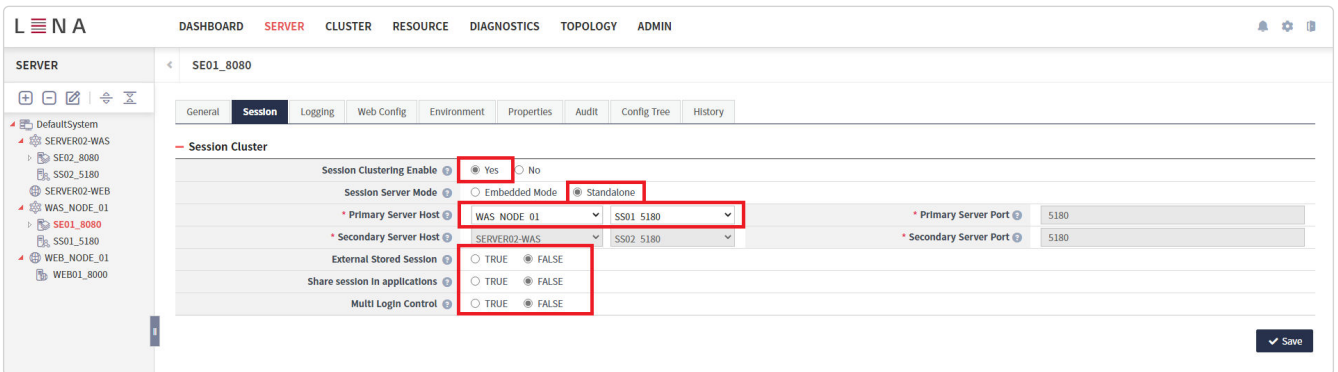 LENA DASHBOARD SERVER CLUSTER RESOURCE DIAGNOSTICS TOPOLOGY ADMIN
SERVER
SE01_8080
General Session Logging Web Config Environment Properties Audit Config Tree History
DefaultSystem
SERVER02-WAS
SE02_8080
SS02_5180
SERVER02-WEB
WAS_NODE_01
SE01_8080
SS01_5180
WEB_NODE_01
WEB01_8000
Session Cluster
Session Clustering Enable ? Yes No
Session Server Mode ? Embedded Mode Standalone
* Primary Server Host ? WAS_NODE_01 SS01_5180 * Primary Server Port ? 5180
* Secondary Server Host ? SERVER02-WAS SS02_5180 * Secondary Server Port ? 5180
External Stored Session ? TRUE FALSE
Share session in applications ? TRUE FALSE
Multi Login Control ? TRUE FALSE
Save